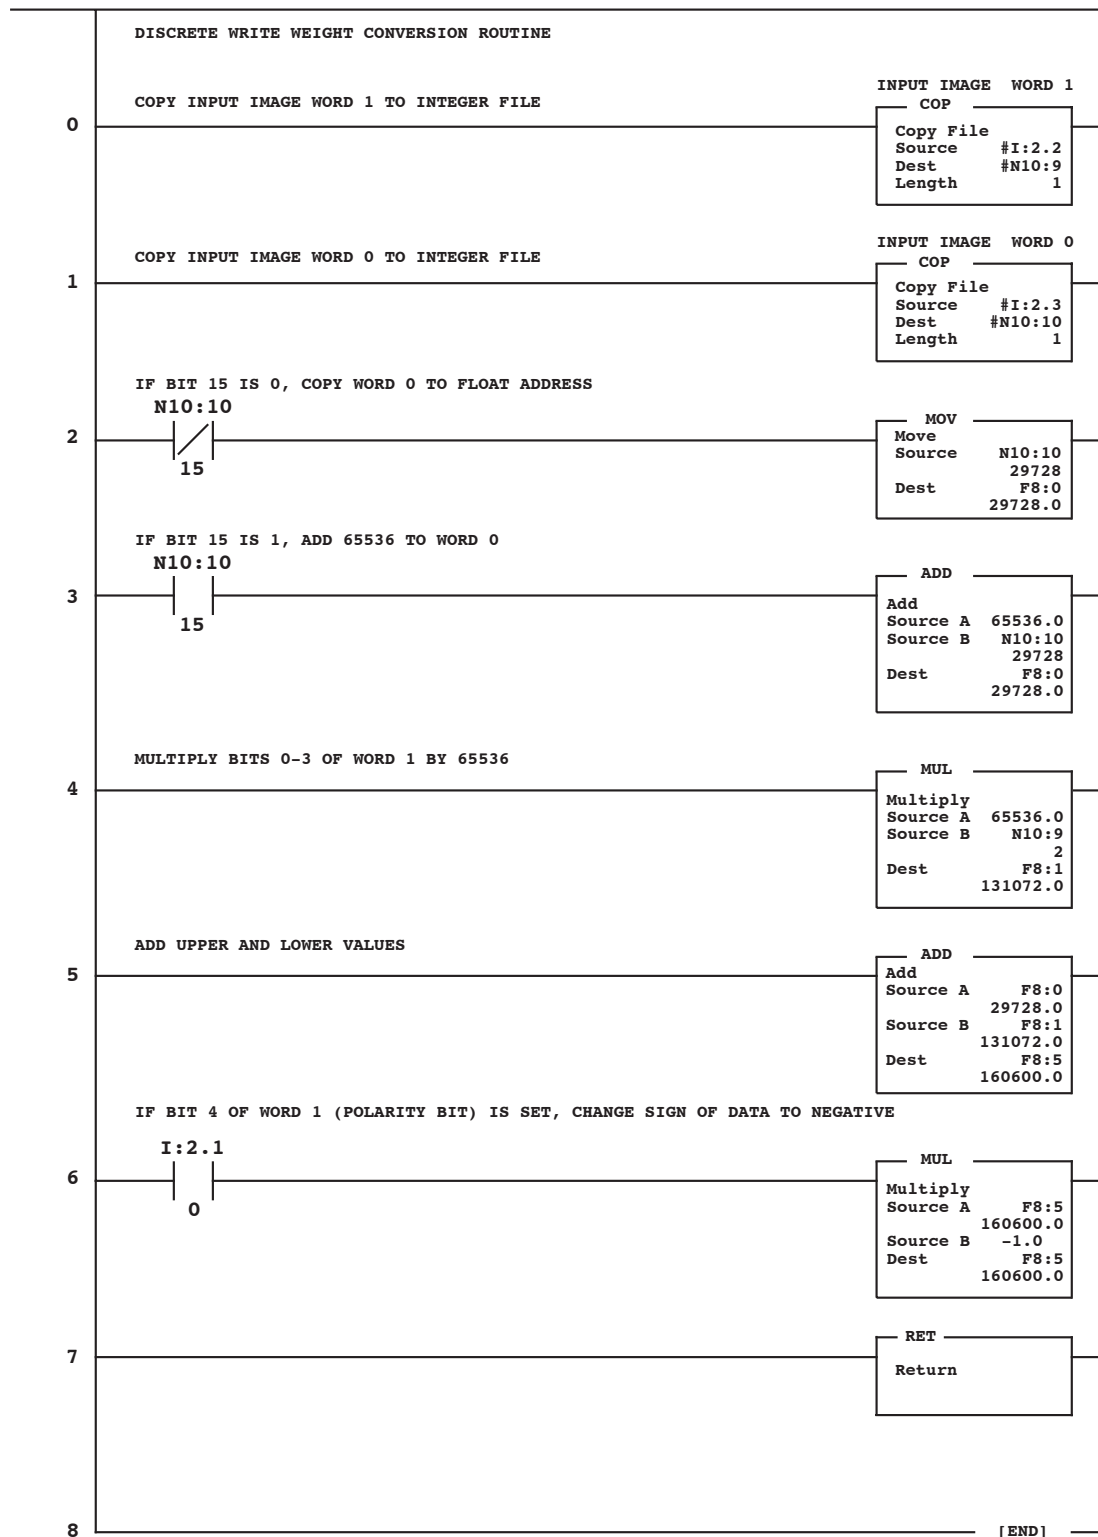 DISCRETE WRITE WEIGHT CONVERSION ROUTINE
INPUT IMAGE WORD 1
COPY INPUT IMAGE WORD 1 TO INTEGER FILE
COP
0
Copy File
Source #I:2.2
Dest #N10:9
Length 1
INPUT IMAGE WORD 0
COPY INPUT IMAGE WORD 0 TO INTEGER FILE
COP
1
Copy File
Source #I:2.3
Dest #N10:10
Length 1
IF BIT 15 IS 0, COPY WORD 0 TO FLOAT ADDRESS
N10:10
MOV
2
Move
Source N10:10
15
29728
Dest F8:0
29728.0
IF BIT 15 IS 1, ADD 65536 TO WORD 0
N10:10
ADD
3
Add
Source A 65536.0
15
Source B N10:10
29728
Dest F8:0
29728.0
MULTIPLY BITS 0-3 OF WORD 1 BY 65536
MUL
4
Multiply
Source A 65536.0
Source B N10:9
2
Dest F8:1
131072.0
ADD UPPER AND LOWER VALUES
ADD
5
Add
Source A F8:0
29728.0
Source B F8:1
131072.0
Dest F8:5
160600.0
IF BIT 4 OF WORD 1 (POLARITY BIT) IS SET, CHANGE SIGN OF DATA TO NEGATIVE
I:2.1
MUL
6
Multiply
Source A F8:5
0
160600.0
Source B -1.0
Dest F8:5
160600.0
RET
7
Return
8
[END]